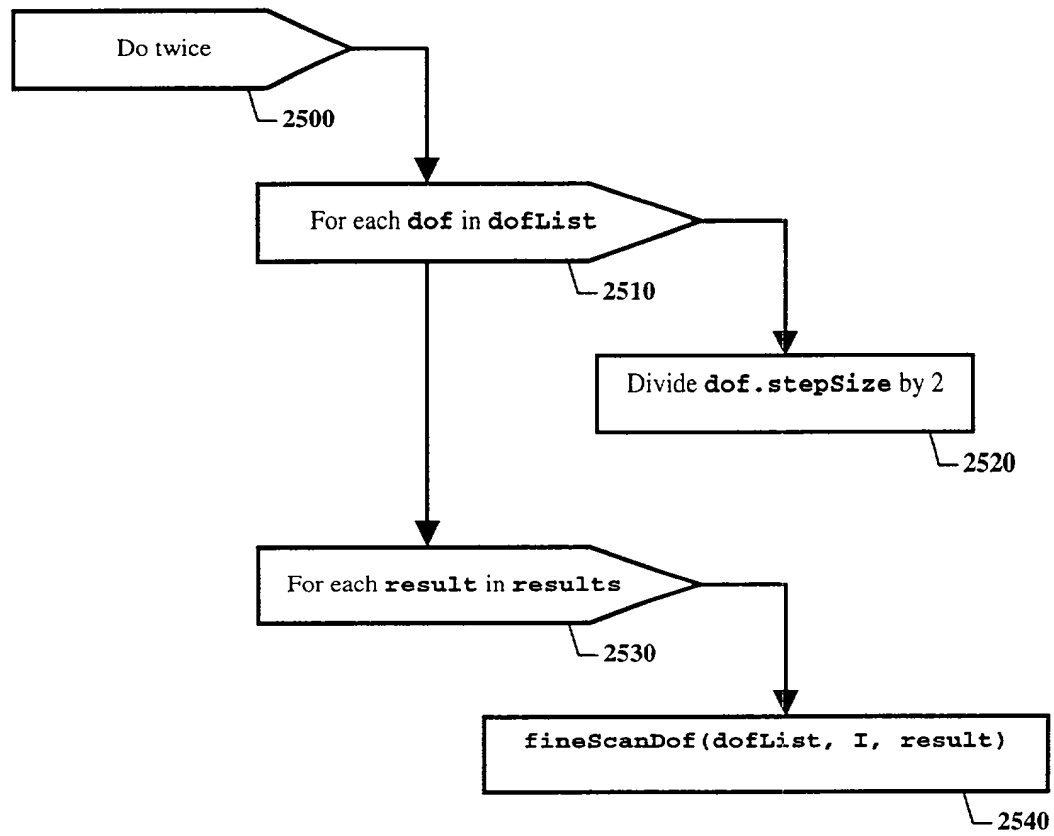 Do twice
2500
For each dof in dofList
2510
Divide dof.stepSize by 2
2520
For each result in results
2530
fineScanDof(dofList, I, result)
2540